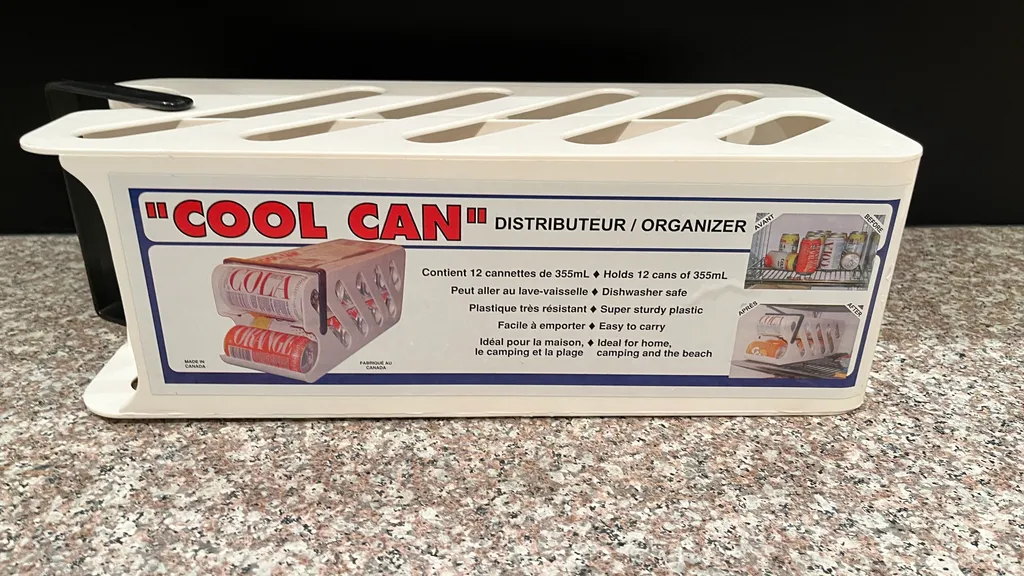 "COOL CAN" DISTRIBUTEUR / ORGANIZER
AVANT
BEFORE
Contient 12 cannettes de 355mL ♦ Holds 12 cans of 355mL
Peut aller au lave-vaisselle ♦ Dishwasher safe
Plastique très résistant ♦ Super sturdy plastic
Facile à emporter ♦ Easy to carry
Idéal pour la maison, ♦ Ideal for home,
le camping et la plage camping and the beach
APRÈS
AFTER
COCA
ORANGE
MADE IN
CANADA
FABRIQUÉ AU
CANADA